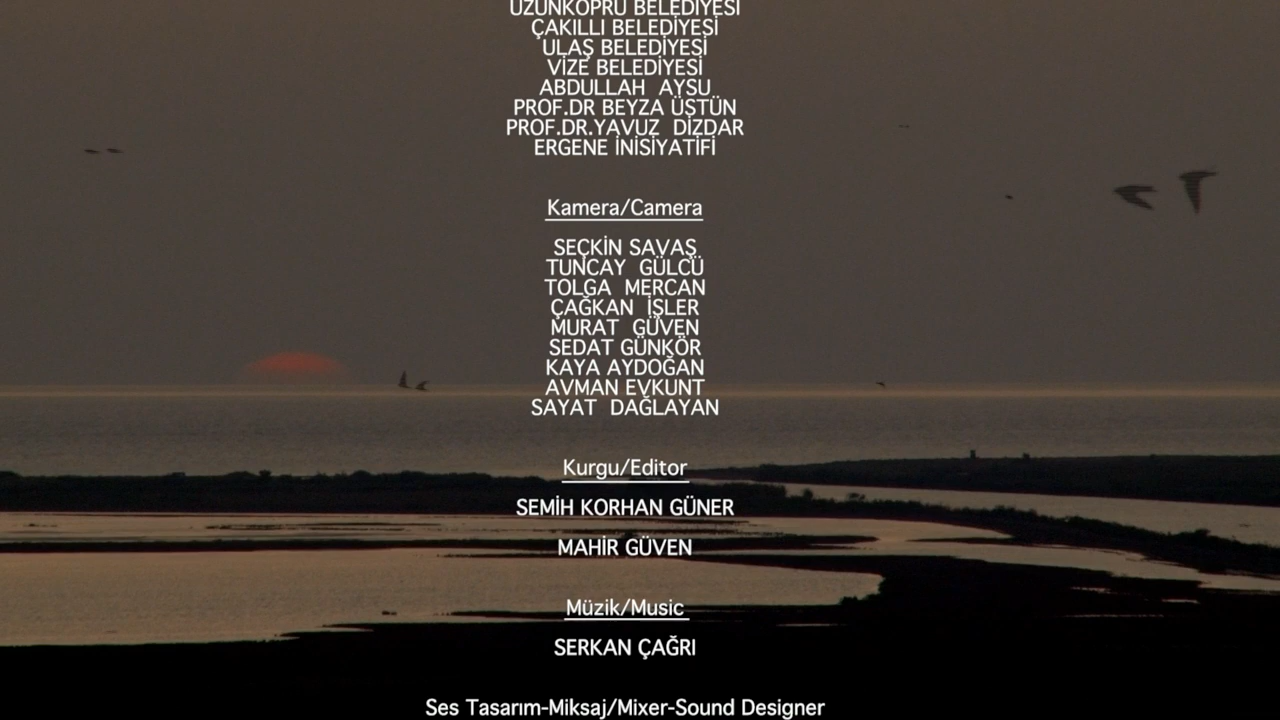 UZUNKÖPRÜ BELEDİYESİ
ÇAKILLI BELEDİYESİ
ULAŞ BELEDİYESİ
VİZE BELEDİYESİ
ABDULLAH AYSU
PROF.DR BEYZA ÜSTÜN
PROF.DR.YAVUZ DİZDAR
ERGENE İNİSİYATİFİ
Kamera/Camera
SEÇKİN SAVAŞ
TUNCAY GÜLCÜ
TOLGA MERCAN
ÇAĞKAN İŞLER
MURAT GÜVEN
SEDAT GÜNKÖR
KAYA AYDOĞAN
AVMAN EVKUNT
SAYAT DAĞLAYAN
Kurgu/Editor
SEMİH KORHAN GÜNER
MAHİR GÜVEN
Müzik/Music
SERKAN ÇAĞRI
Ses Tasarım-Miksaj/Mixer-Sound Designer